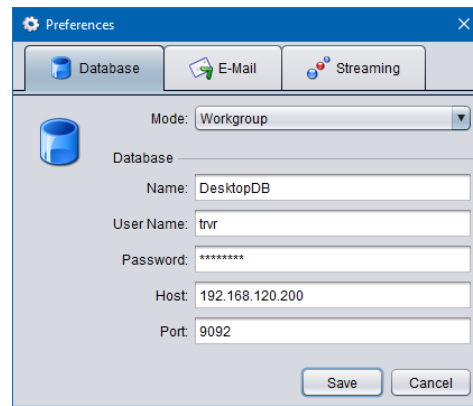 Preferences
Database E-Mail Streaming
Mode: Workgroup
Database
Name: DesktopDB
User Name: trvr
Password: ********
Host: 192.168.120.200
Port: 9092
Save Cancel